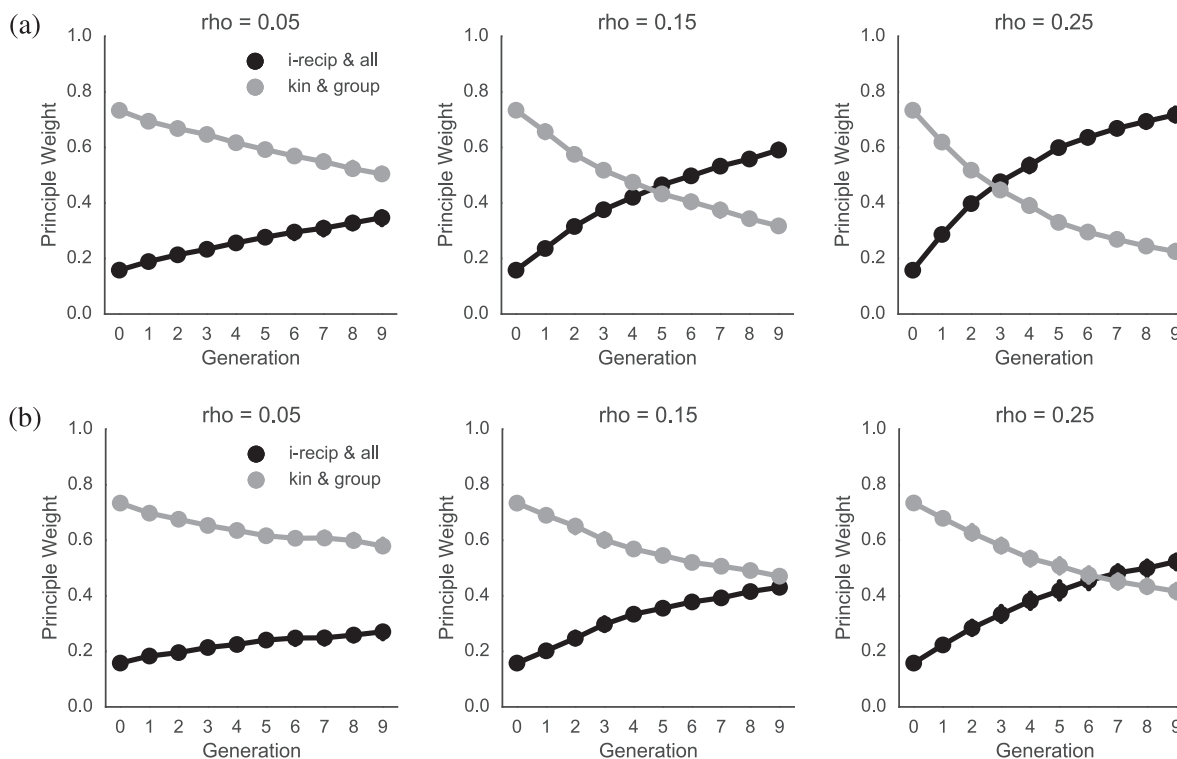 (a)
rho = 0.05
rho = 0.15
rho = 0.25
1.0
0.8
0.6
0.4
0.2
0.0
Principle Weight
i-recip & all
kin & group
0 1 2 3 4 5 6 7 8 9
Generation
1.0
0.8
0.6
0.4
0.2
0.0
Principle Weight
0 1 2 3 4 5 6 7 8 9
Generation
1.0
0.8
0.6
0.4
0.2
0.0
Principle Weight
0 1 2 3 4 5 6 7 8 9
Generation
(b)
rho = 0.05
rho = 0.15
rho = 0.25
1.0
0.8
0.6
0.4
0.2
0.0
Principle Weight
i-recip & all
kin & group
0 1 2 3 4 5 6 7 8 9
Generation
1.0
0.8
0.6
0.4
0.2
0.0
Principle Weight
0 1 2 3 4 5 6 7 8 9
Generation
1.0
0.8
0.6
0.4
0.2
0.0
Principle Weight
0 1 2 3 4 5 6 7 8 9
Generation